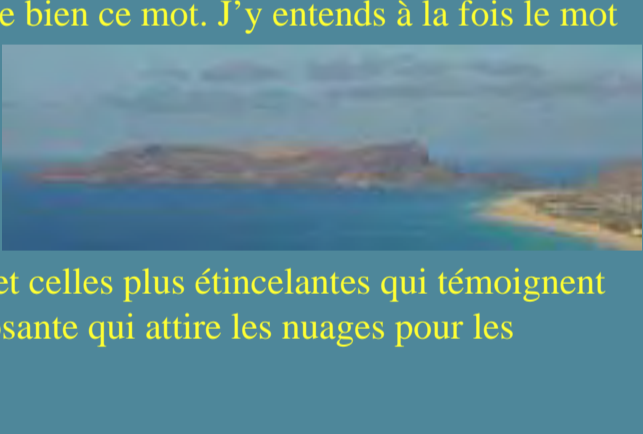 e bien ce mot. J’y entends à la fois le mot
et celles plus étincelantes qui témoignent
sante qui attire les nuages pour les